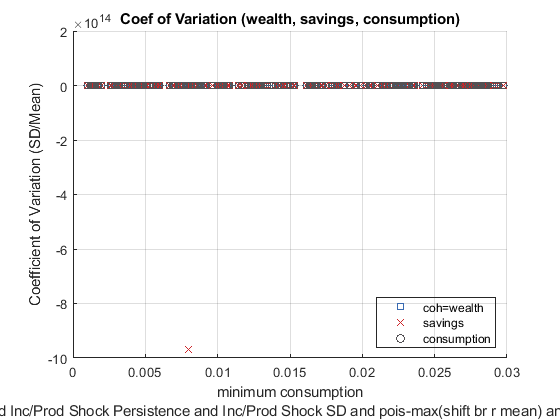 Coef of Variation (wealth, savings, consumption)
×10^14
2
0
-2
-4
-6
-8
-10
Coefficient of Variation (SD/Mean)
0
0.005
0.01
0.015
0.02
0.025
0.03
minimum consumption
coh=wealth
savings
consumption
d Inc/Prod Shock Persistence and Inc/Prod Shock SD and pois-max(shift br r mean) an